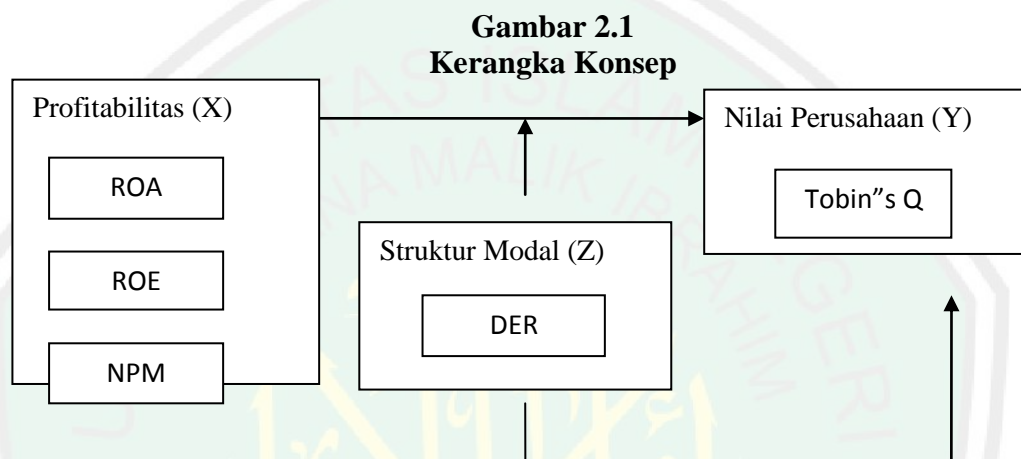 Gambar 2.1
Kerangka Konsep
Profitabilitas (X)
ROA
ROE
NPM
Struktur Modal (Z)
DER
Nilai Perusahaan (Y)
Tobin”s Q